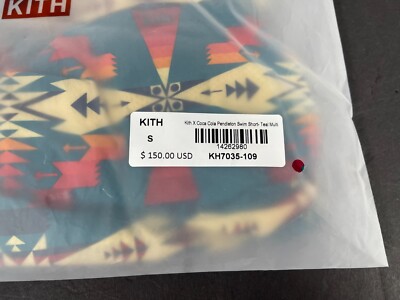 KITH
KITH
Kith X Coca Cola Pendleton Swim Short- Teal Multi
S
14262980
$ 150.00 USD
KH7035-109